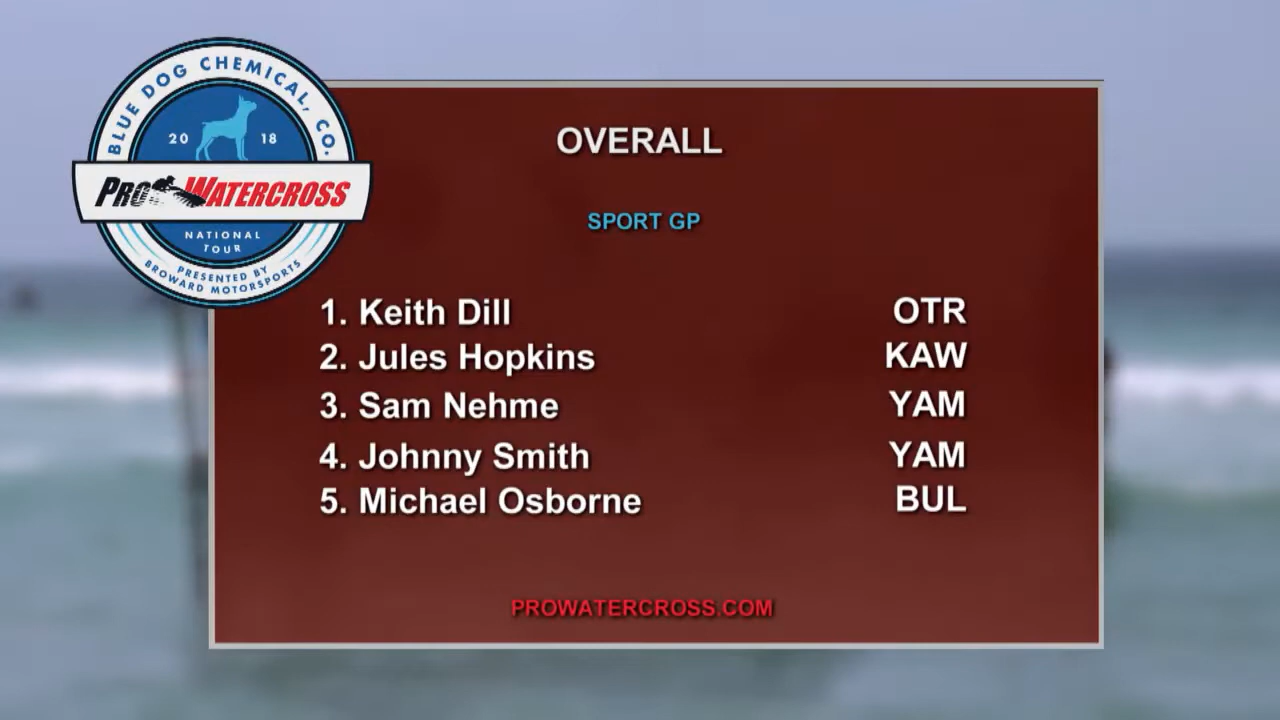 BLUE DOG CHEMICAL, CO.
20 18
PRO WATERCROSS
NATIONAL
TOUR
PRESENTED BY
BROWARD MOTORSPORTS
OVERALL
SPORT GP
1. Keith Dill OTR
2. Jules Hopkins KAW
3. Sam Nehme YAM
4. Johnny Smith YAM
5. Michael Osborne BUL
PROWATERCROSS.COM